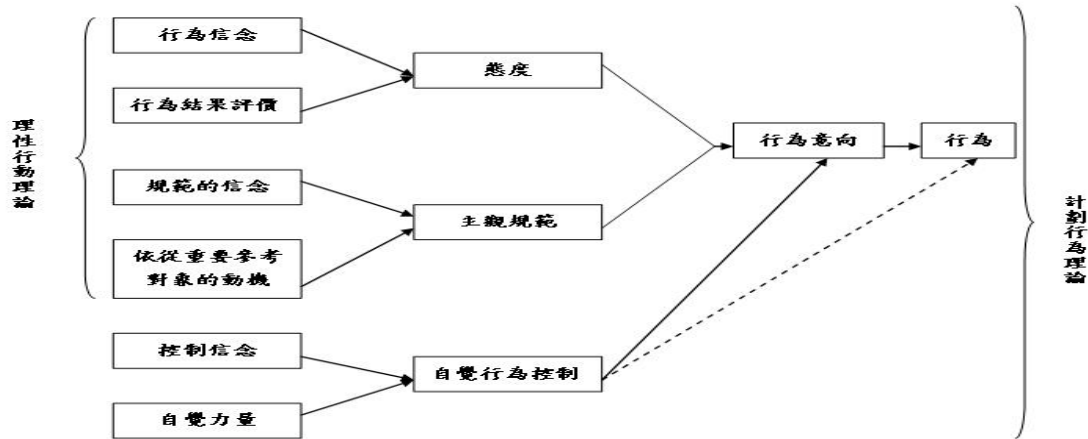 理性行動理論
行為信念
行為結果評價
規範的信念
依從重要參考
對象的動機
控制信念
自覺力量
態度
主觀規範
自覺行為控制
行為意向
行為
計劃行為理論